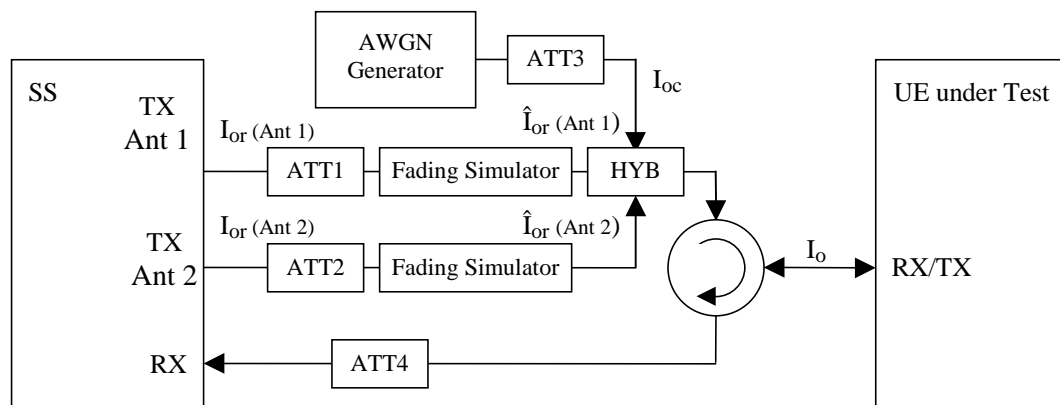 SS
TX
Ant 1
TX
Ant 2
RX
AWGN
Generator
ATT3
I_oc
I_or (Ant 1)
Î_or (Ant 1)
ATT1
Fading Simulator
HYB
I_or (Ant 2)
Î_or (Ant 2)
ATT2
Fading Simulator
ATT4
I_o
UE under Test
RX/TX